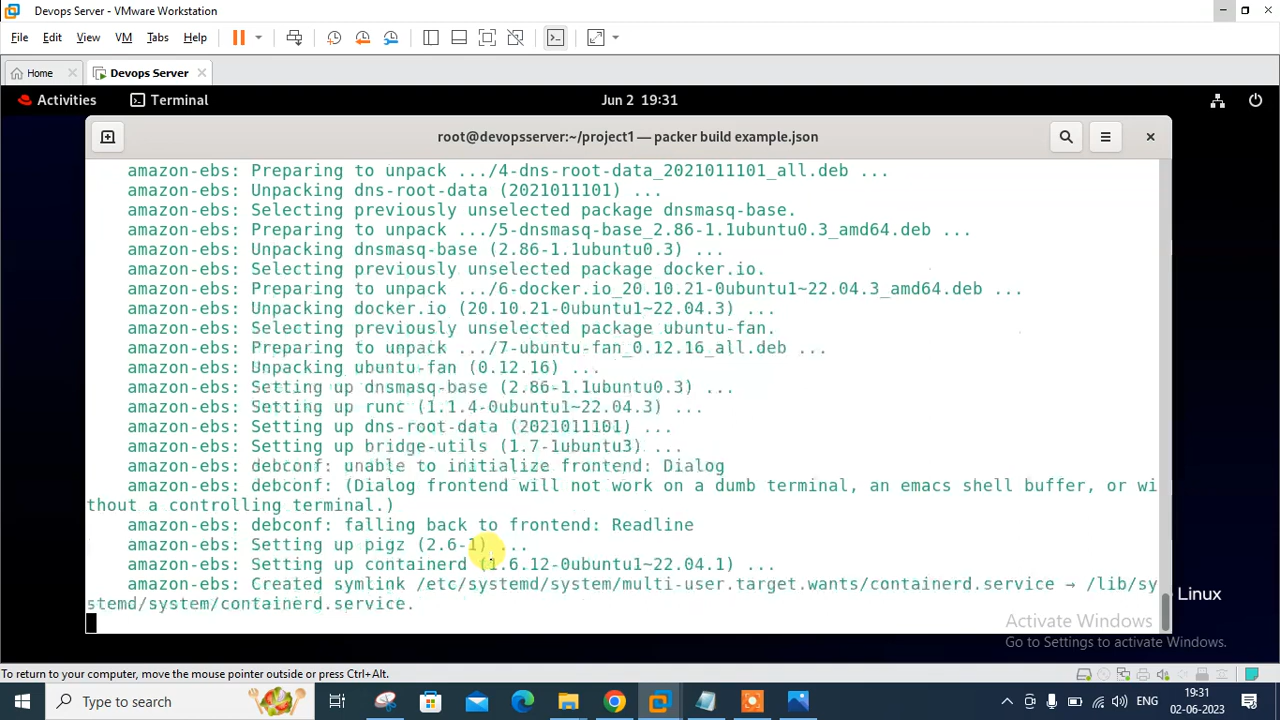 Devops Server - VMware Workstation
File Edit View VM Tabs Help
Home Devops Server
Activities Terminal Jun 2 19:31
root@devopsserver:~/project1 — packer build example.json
amazon-ebs: Preparing to unpack .../4-dns-root-data_2021011101_all.deb ...
amazon-ebs: Unpacking dns-root-data (2021011101) ...
amazon-ebs: Selecting previously unselected package dnsmasq-base.
amazon-ebs: Preparing to unpack .../5-dnsmasq-base_2.86-1.1ubuntu0.3_amd64.deb ...
amazon-ebs: Unpacking dnsmasq-base (2.86-1.1ubuntu0.3) ...
amazon-ebs: Selecting previously unselected package docker.io.
amazon-ebs: Preparing to unpack .../6-docker.io_20.10.21-0ubuntu1~22.04.3_amd64.deb ...
amazon-ebs: Unpacking docker.io (20.10.21-0ubuntu1~22.04.3) ...
amazon-ebs: Selecting previously unselected package ubuntu-fan.
amazon-ebs: Preparing to unpack .../7-ubuntu-fan_0.12.16_all.deb ...
amazon-ebs: Unpacking ubuntu-fan (0.12.16) ...
amazon-ebs: Setting up dnsmasq-base (2.86-1.1ubuntu0.3) ...
amazon-ebs: Setting up runc (1.1.4-0ubuntu1~22.04.3) ...
amazon-ebs: Setting up dns-root-data (2021011101) ...
amazon-ebs: Setting up bridge-utils (1.7-1ubuntu3) ...
amazon-ebs: debconf: unable to initialize frontend: Dialog
amazon-ebs: debconf: (Dialog frontend will not work on a dumb terminal, an emacs shell buffer, or wi
thout a controlling terminal.)
amazon-ebs: debconf: falling back to frontend: Readline
amazon-ebs: Setting up pigz (2.6-1) ...
amazon-ebs: Setting up containerd (1.6.12-0ubuntu1~22.04.1) ...
amazon-ebs: Created symlink /etc/systemd/system/multi-user.target.wants/containerd.service → /lib/sy
stemd/system/containerd.service.
Linux
Activate Windows
Go to Settings to activate Windows.
To return to your computer, move the mouse pointer outside or press Ctrl+Alt.
Type here to search
ENG
19:31
02-06-2023